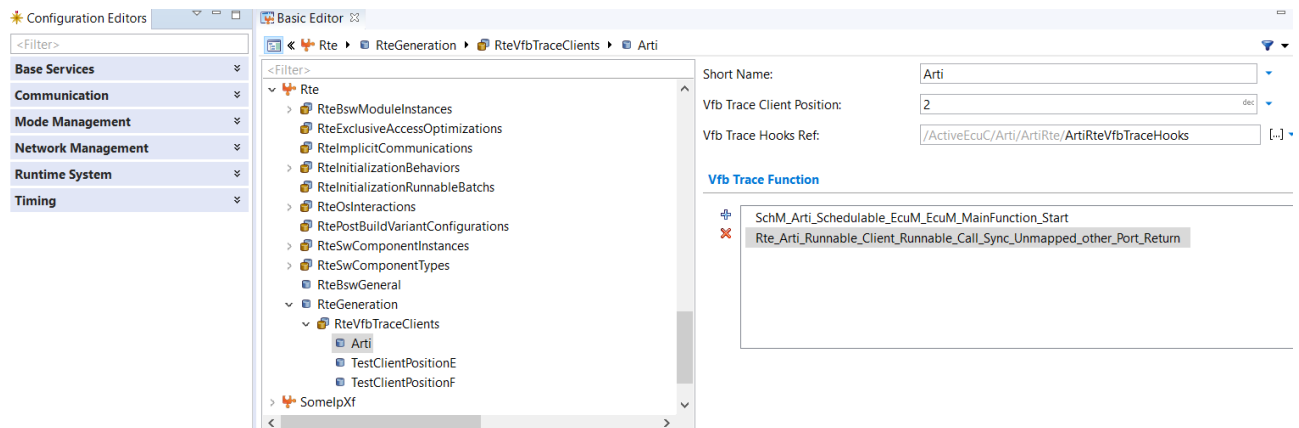 Configuration Editors
<Filter>
Base Services
Communication
Mode Management
Network Management
Runtime System
Timing
Basic Editor
« Rte RteGeneration RteVfbTraceClients Arti
<Filter>
Rte
RteBswModuleInstances
RteExclusiveAccessOptimizations
RteImplicitCommunications
RteInitializationBehaviors
RteInitializationRunnableBatchs
RteOsInteractions
RtePostBuildVariantConfigurations
RteSwComponentInstances
RteSwComponentTypes
RteBswGeneral
RteGeneration
RteVfbTraceClients
Arti
TestClientPositionE
TestClientPositionF
SomeIpXf
Short Name: Arti
Vfb Trace Client Position: 2 dec
Vfb Trace Hooks Ref: /ActiveEcuC/Arti/ArtiRte/ArtiRteVfbTraceHooks [...]
Vfb Trace Function
SchM_Arti_Schedulable_EcuM_EcuM_MainFunction_Start
Rte_Arti_Runnable_Client_Runnable_Call_Sync_Unmapped_other_Port_Return